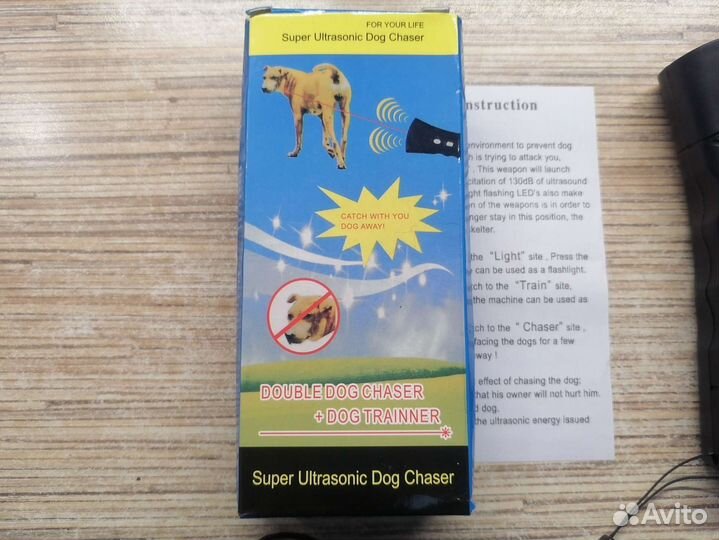 FOR YOUR LIFE
Super Ultrasonic Dog Chaser
CATCH WITH YOU
DOG AWAY!
DOUBLE DOG CHASER
+ DOG TRAINNER
Super Ultrasonic Dog Chaser
nstruction
environment to prevent dog
h is trying to attack you,
. This weapon will launch
citation of 130dB of ultrasound
ght flashing LED's also make
n of the weapons is in order to
nger stay in this position, the
kelter.
the "Light" site , Press the
e can be used as a flashlight.
tch to the "Train" site,
the machine can be used as
ch to the " Chaser" site ,
facing the dogs for a few
way !
effect of chasing the dog:
that his owner will not hurt him.
d dog.
the ultrasonic energy issued
Avito